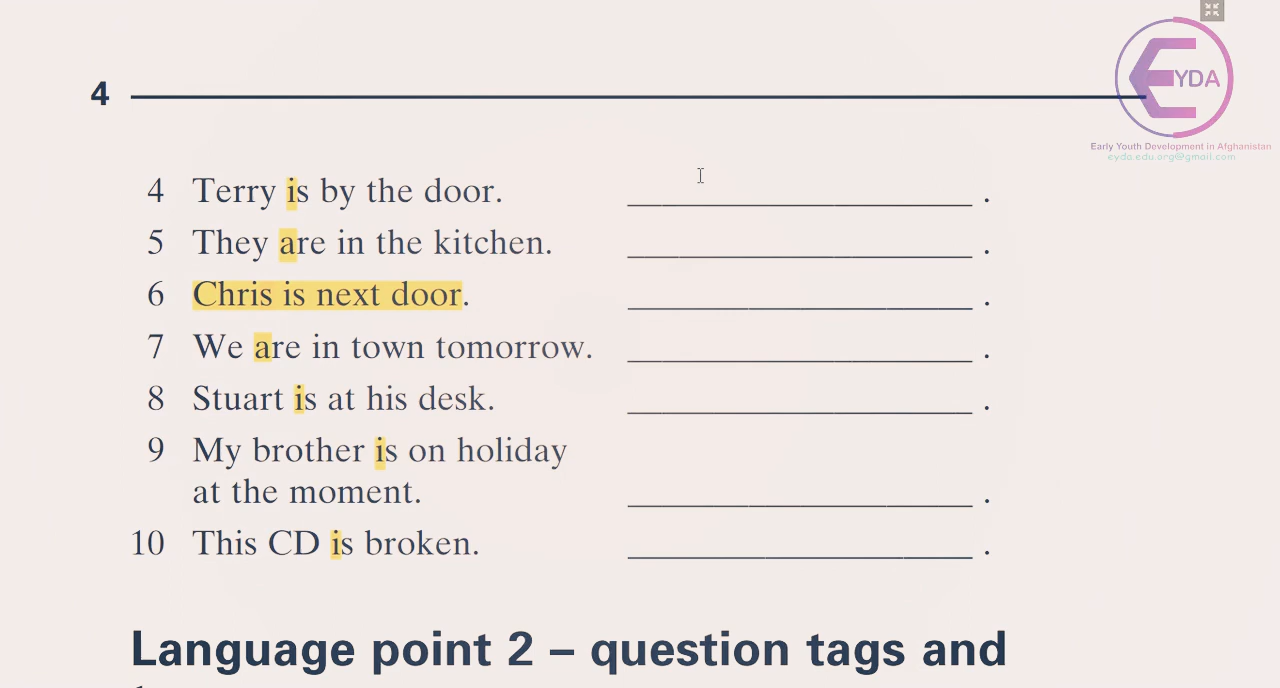 EYDA
Early Youth Development in Afghanistan
eyda.edu.org@gmail.com
4
4 Terry is by the door. ____________________ .
5 They are in the kitchen. ____________________ .
6 Chris is next door. ____________________ .
7 We are in town tomorrow. ____________________ .
8 Stuart is at his desk. ____________________ .
9 My brother is on holiday
at the moment. ____________________ .
10 This CD is broken. ____________________ .
Language point 2 – question tags and